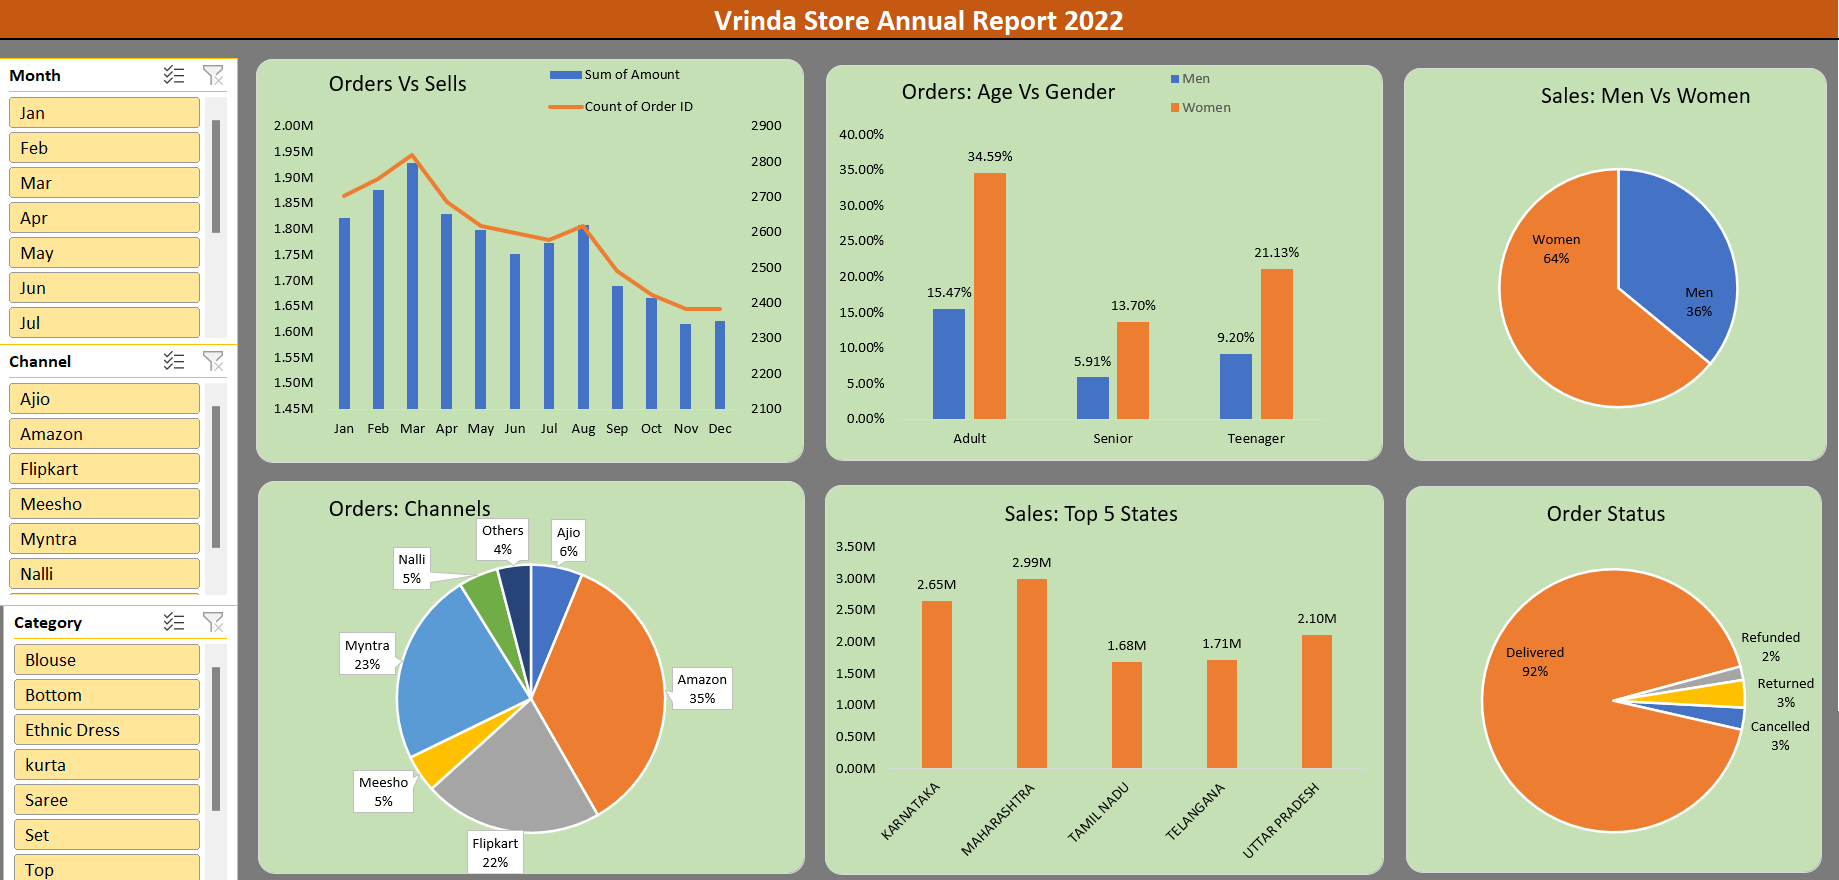 Vrinda Store Annual Report 2022
Month
Jan
Feb
Mar
Apr
May
Jun
Jul
Channel
Ajio
Amazon
Flipkart
Meesho
Myntra
Nalli
Category
Blouse
Bottom
Ethnic Dress
kurta
Saree
Set
Top
Orders Vs Sells
Sum of Amount
Count of Order ID
2.00M
1.95M
1.90M
1.85M
1.80M
1.75M
1.70M
1.65M
1.60M
1.55M
1.50M
1.45M
2900
2800
2700
2600
2500
2400
2300
2200
2100
Jan Feb Mar Apr May Jun Jul Aug Sep Oct Nov Dec
Orders: Age Vs Gender
Men
Women
40.00%
35.00%
30.00%
25.00%
20.00%
15.00%
10.00%
5.00%
0.00%
15.47%
34.59%
5.91%
13.70%
9.20%
21.13%
Adult Senior Teenager
Sales: Men Vs Women
Women
64%
Men
36%
Orders: Channels
Others
4%
Ajio
6%
Nalli
5%
Myntra
23%
Amazon
35%
Meesho
5%
Flipkart
22%
Sales: Top 5 States
3.50M
3.00M
2.50M
2.00M
1.50M
1.00M
0.50M
0.00M
2.65M
2.99M
1.68M
1.71M
2.10M
KARNATAKA
MAHARASHTRA
TAMIL NADU
TELANGANA
UTTAR PRADESH
Order Status
Delivered
92%
Refunded
2%
Returned
3%
Cancelled
3%